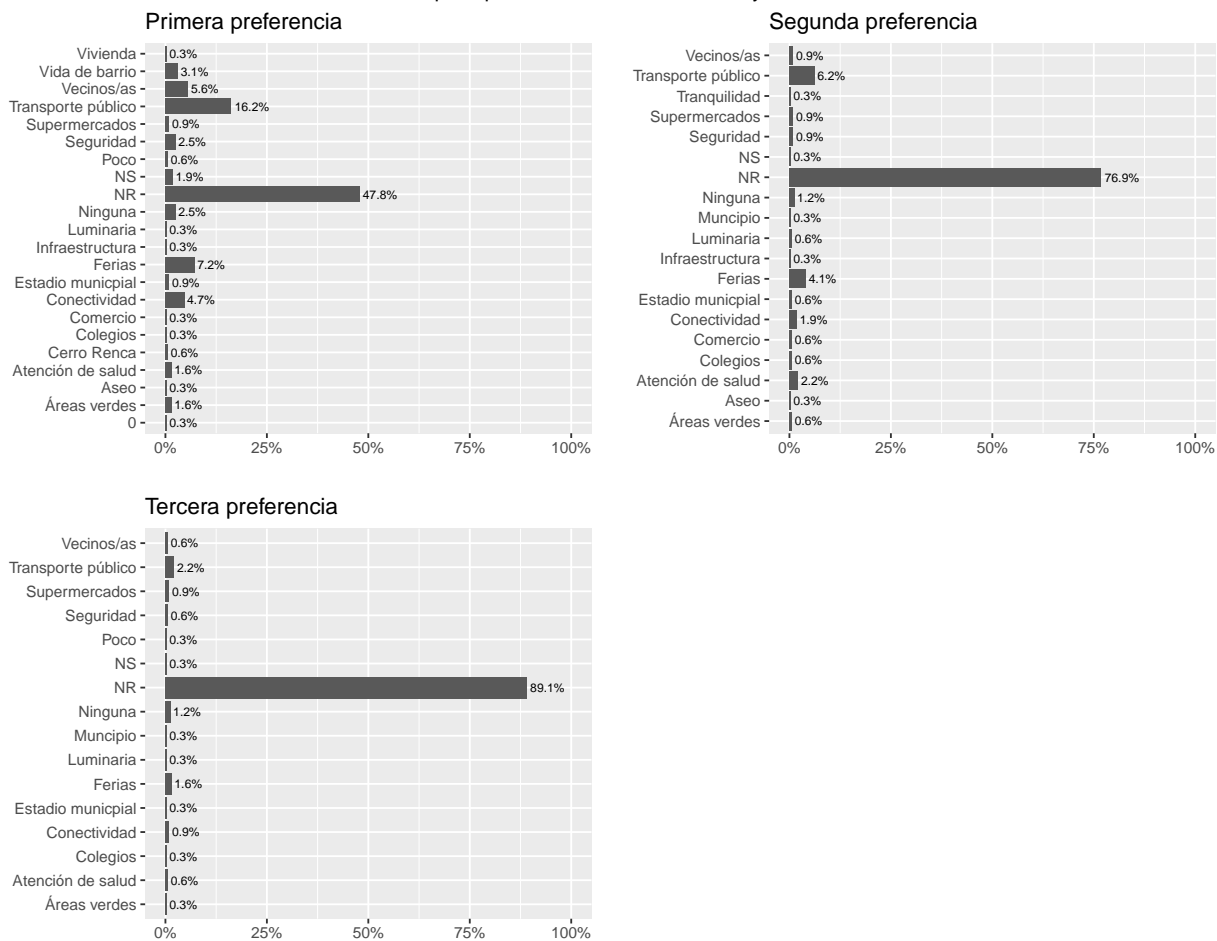 Primera preferencia
Vivienda 0.3%
Vida de barrio 3.1%
Vecinos/as 5.6%
Transporte público 16.2%
Supermercados 0.9%
Seguridad 2.5%
Poco 0.6%
NS 1.9%
NR 47.8%
Ninguna 2.5%
Luminaria 0.3%
Infraestructura 0.3%
Ferias 7.2%
Estadio municpial 0.9%
Conectividad 4.7%
Comercio 0.3%
Colegios 0.3%
Cerro Renca 0.6%
Atención de salud 1.6%
Aseo 0.3%
Áreas verdes 1.6%
0 0.3%
0% 25% 50% 75% 100%
Segunda preferencia
Vecinos/as 0.9%
Transporte público 6.2%
Tranquilidad 0.3%
Supermercados 0.9%
Seguridad 0.9%
NS 0.3%
NR 76.9%
Ninguna 1.2%
Muncipio 0.3%
Luminaria 0.6%
Infraestructura 0.3%
Ferias 4.1%
Estadio municpial 0.6%
Conectividad 1.9%
Comercio 0.6%
Colegios 0.6%
Atención de salud 2.2%
Aseo 0.3%
Áreas verdes 0.6%
0% 25% 50% 75% 100%
Tercera preferencia
Vecinos/as 0.6%
Transporte público 2.2%
Supermercados 0.9%
Seguridad 0.6%
Poco 0.3%
NS 0.3%
NR 89.1%
Ninguna 1.2%
Muncipio 0.3%
Luminaria 0.3%
Ferias 1.6%
Estadio municpial 0.3%
Conectividad 0.9%
Colegios 0.3%
Atención de salud 0.6%
Áreas verdes 0.3%
0% 25% 50% 75% 100%